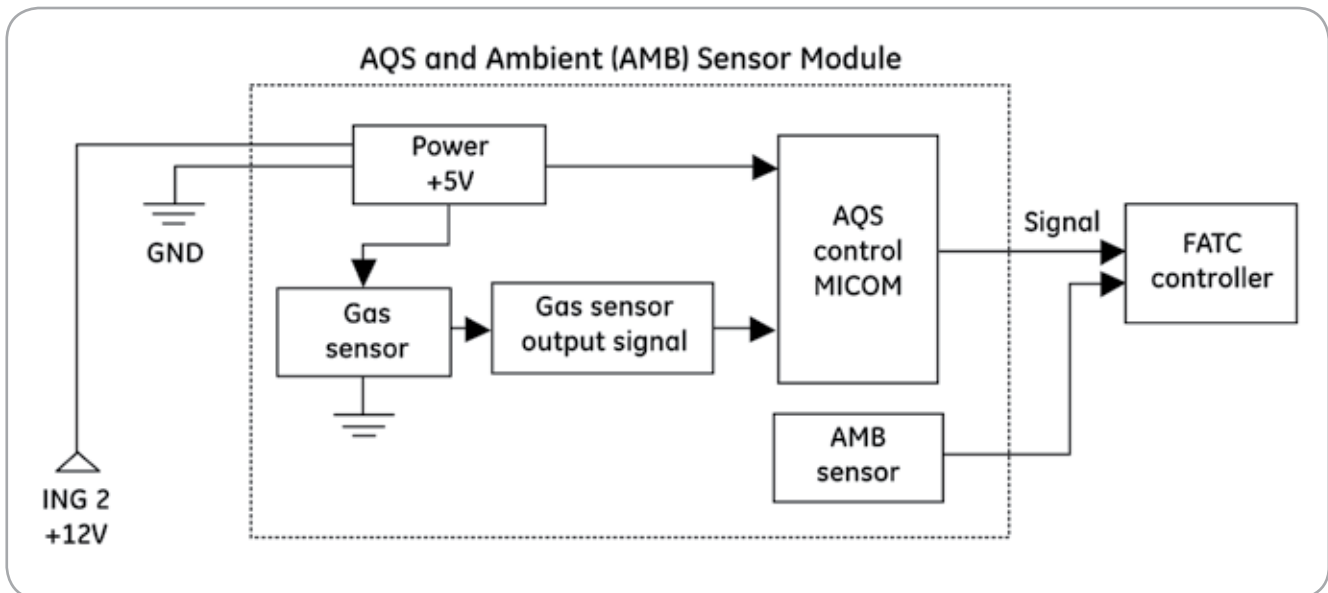 AQS and Ambient (AMB) Sensor Module
Power
+5V
GND
AQS
control
MICOM
Signal
FATC
controller
Gas
sensor
Gas sensor
output signal
AMB
sensor
ING 2
+12V